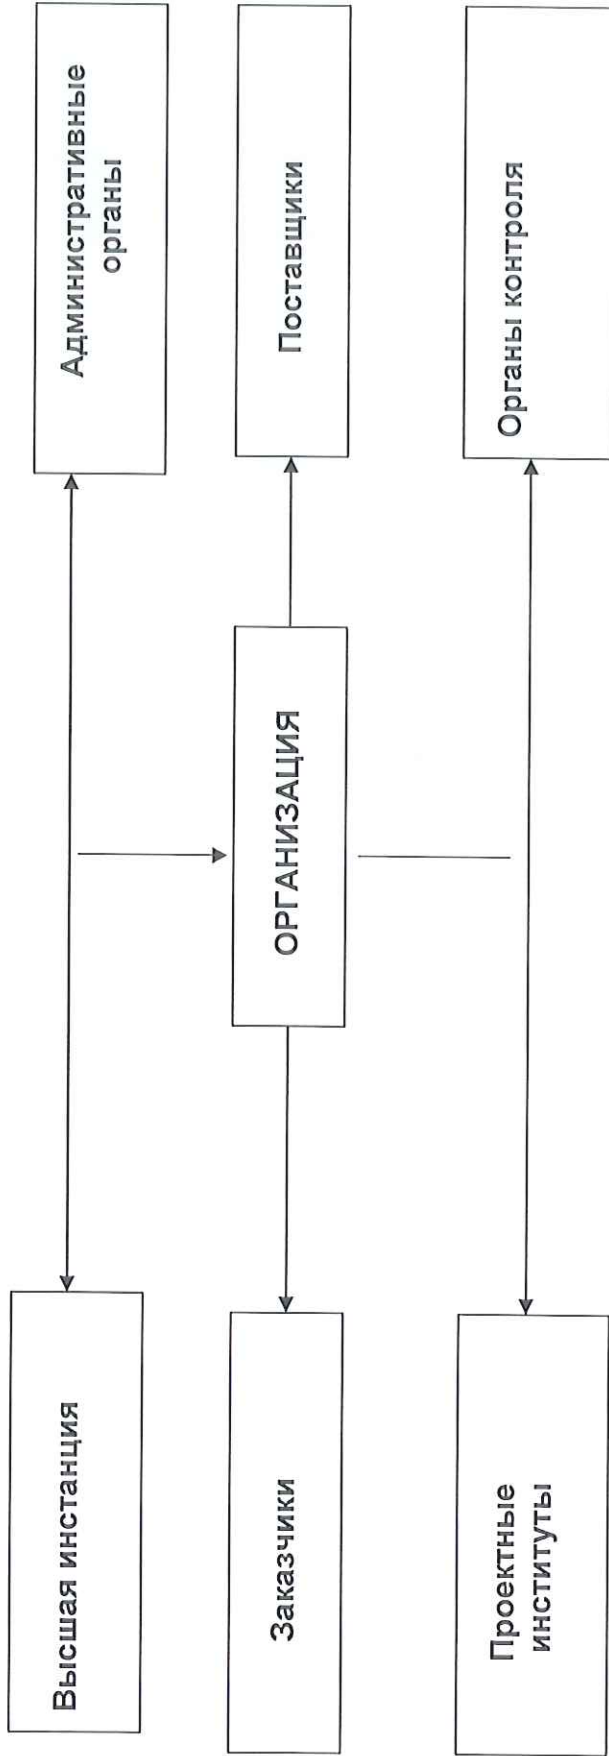 Высшая инстанция
Административные
органы
Заказчики
ОРГАНИЗАЦИЯ
Поставщики
Проектные
институты
Органы контроля